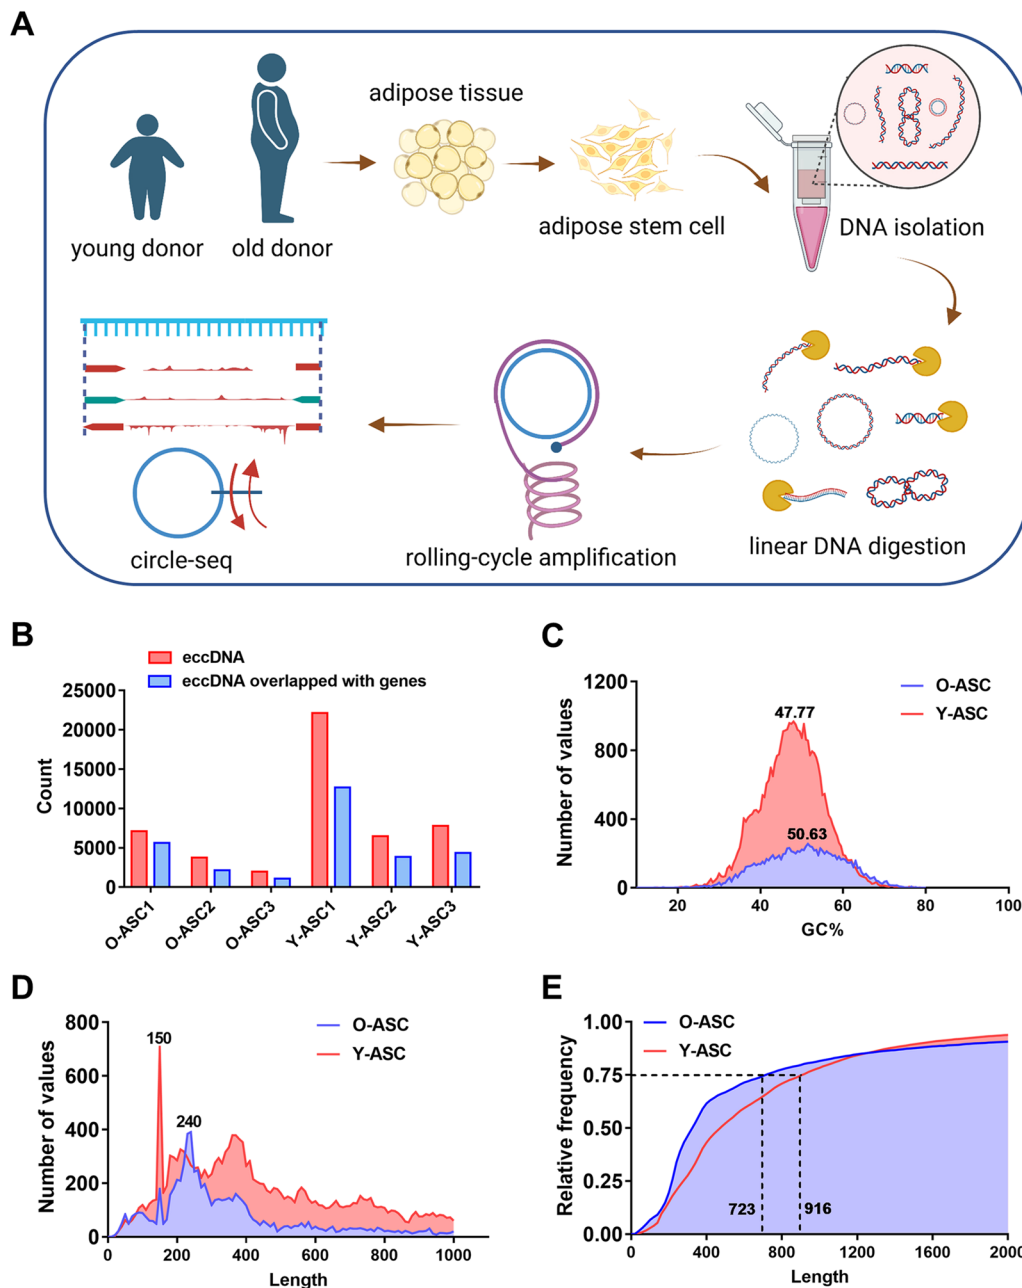 A
adipose tissue
young donor
old donor
adipose stem cell
DNA isolation
circle-seq
rolling-cycle amplification
linear DNA digestion
B
eccDNA
eccDNA overlapped with genes
Count
25000
20000
15000
10000
5000
0
O-ASC1
O-ASC2
O-ASC3
Y-ASC1
Y-ASC2
Y-ASC3
C
O-ASC
Y-ASC
Number of values
1200
800
400
0
47.77
50.63
20
40
60
80
100
GC%
D
O-ASC
Y-ASC
Number of values
800
600
400
200
0
150
240
0
200
400
600
800
1000
Length
E
O-ASC
Y-ASC
Relative frequency
1.00
0.75
0.50
0.25
0.00
723
916
0
400
800
1200
1600
2000
Length